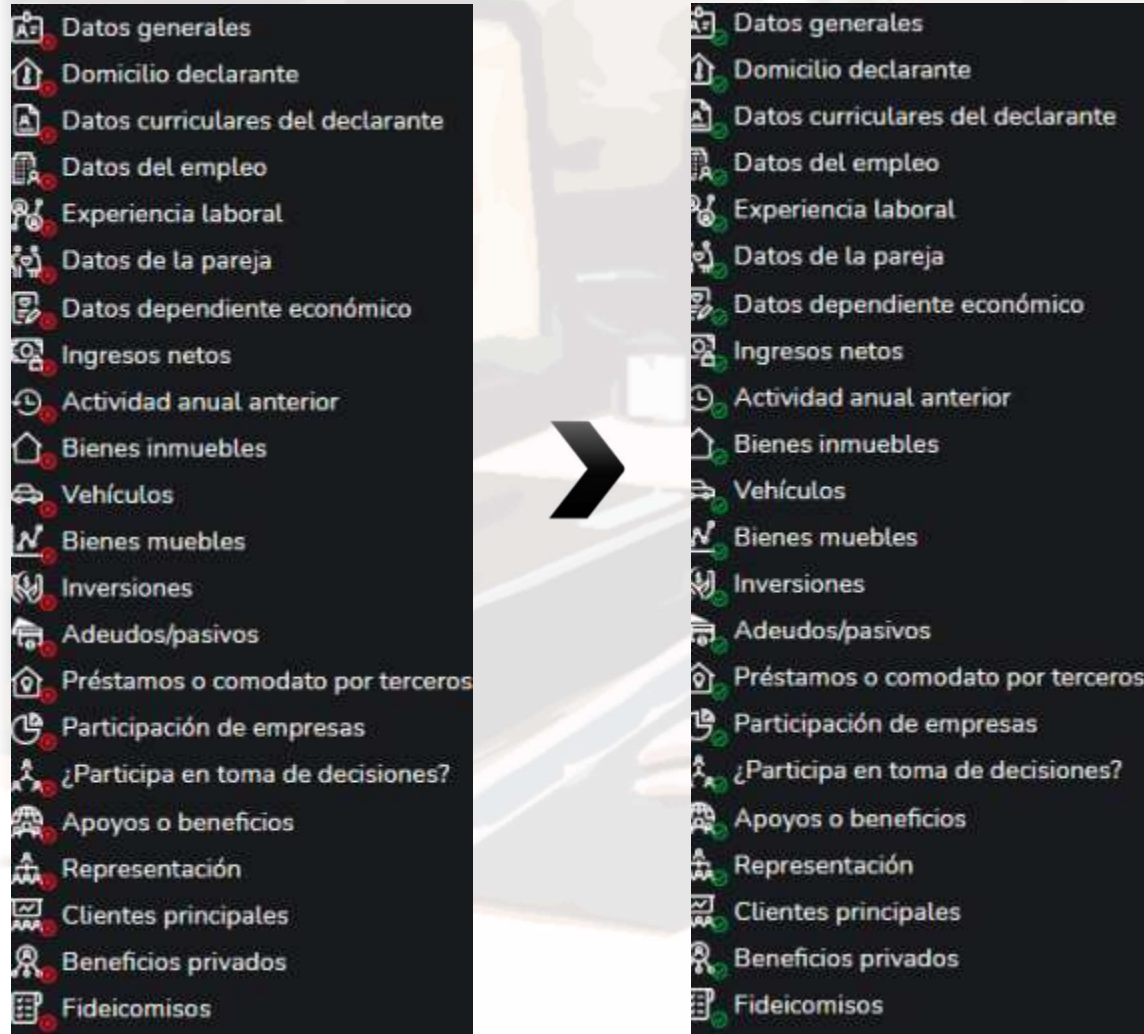 Datos generales
Domicilio declarante
Datos curriculares del declarante
Datos del empleo
Experiencia laboral
Datos de la pareja
Datos dependiente económico
Ingresos netos
Actividad anual anterior
Bienes inmuebles
Vehículos
Bienes muebles
Inversiones
Adeudos/pasivos
Préstamos o comodato por terceros
Participación de empresas
¿Participa en toma de decisiones?
Apoyos o beneficios
Representación
Clientes principales
Beneficios privados
Fideicomisos
Datos generales
Domicilio declarante
Datos curriculares del declarante
Datos del empleo
Experiencia laboral
Datos de la pareja
Datos dependiente económico
Ingresos netos
Actividad anual anterior
Bienes inmuebles
Vehículos
Bienes muebles
Inversiones
Adeudos/pasivos
Préstamos o comodato por terceros
Participación de empresas
¿Participa en toma de decisiones?
Apoyos o beneficios
Representación
Clientes principales
Beneficios privados
Fideicomisos